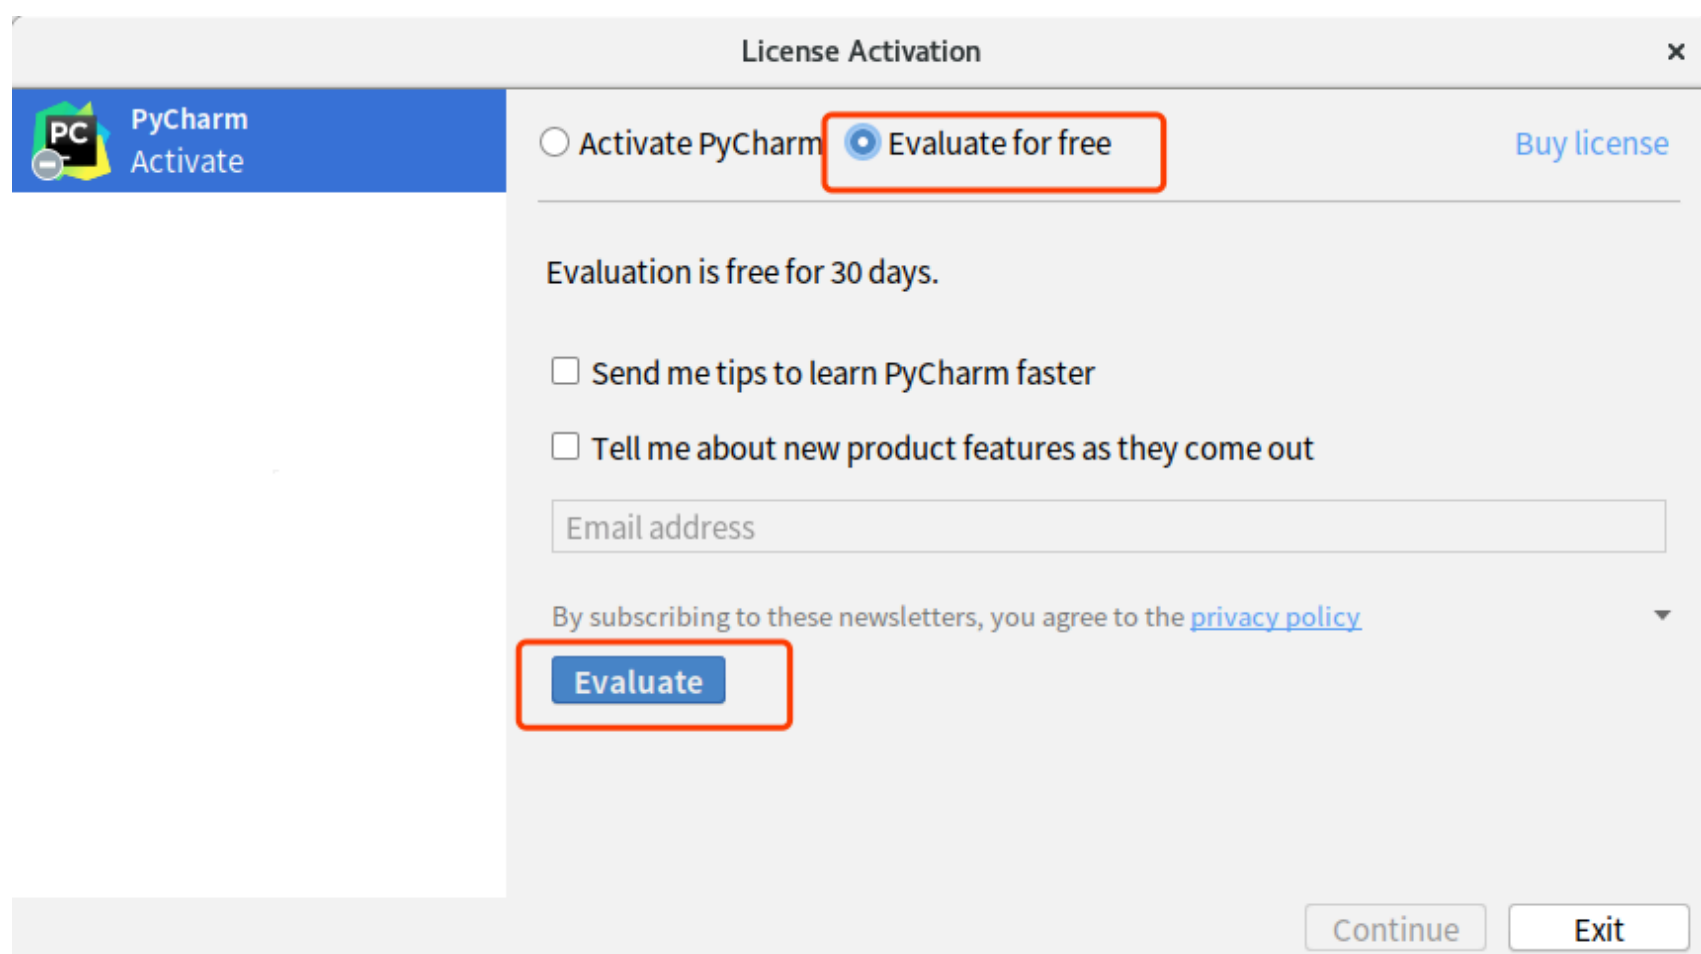 License Activation
PC
PyCharm
Activate
Activate PyCharm Evaluate for free Buy license
Evaluation is free for 30 days.
Send me tips to learn PyCharm faster
Tell me about new product features as they come out
Email address
By subscribing to these newsletters, you agree to the privacy policy
Evaluate
Continue Exit